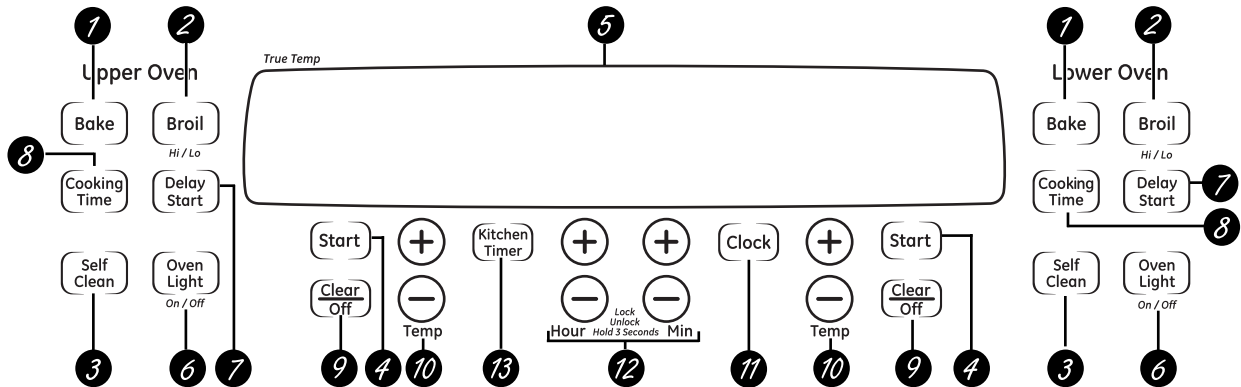 1 2 5 1 2
True Temp
Upper Oven Lower Oven
Bake Broil Bake Broil
Hi / Lo Hi / Lo
8 7
Cooking Time Delay Start Cooking Time Delay Start
8
Start Kitchen Timer Clock Start
Self Clean Oven Light Self Clean Oven Light
Clear Off Clear Off
On / Off On / Off
Lock
Unlock
Hold 3 Seconds
Temp Hour Min Temp
3 6 7 9 4 10 13 12 11 10 9 4 3 6